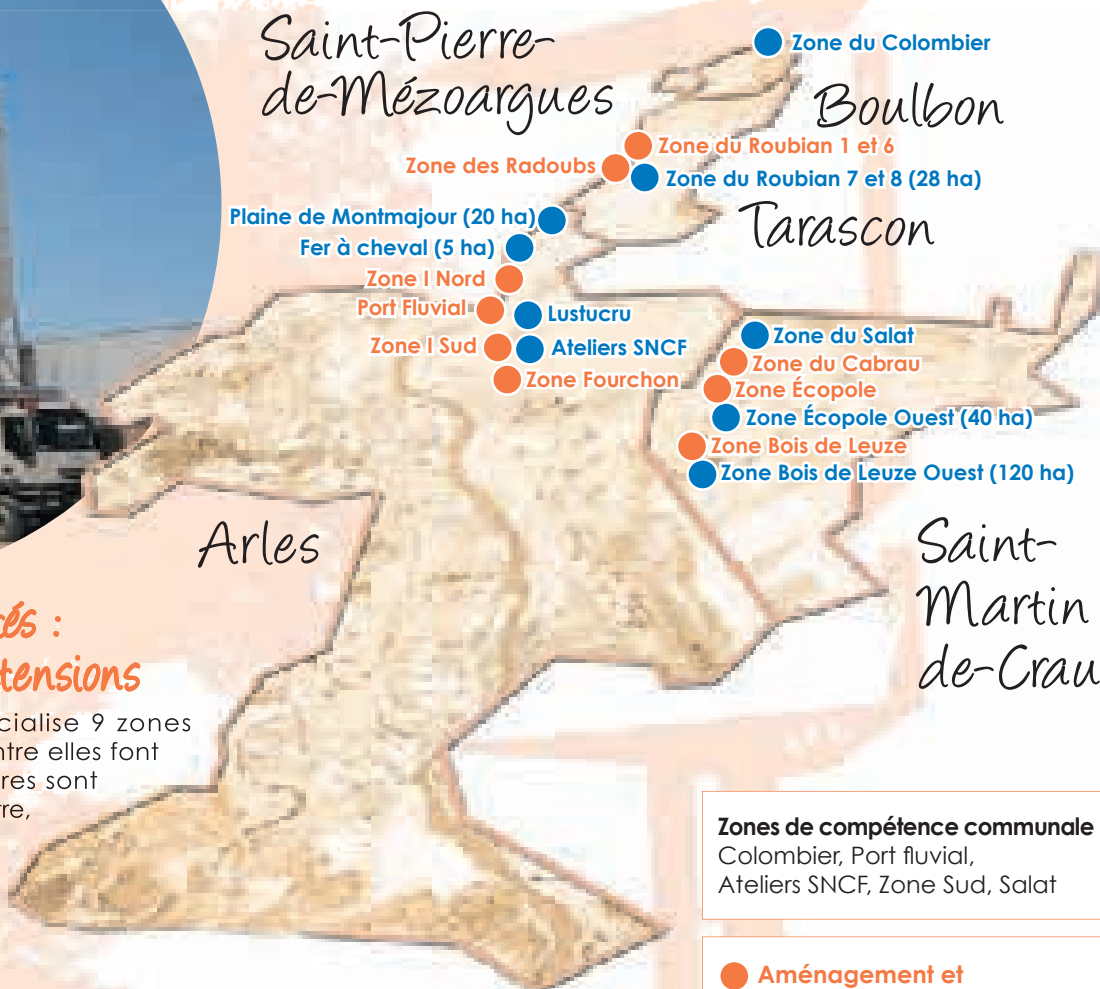 Saint-Pierre-
de-Mézoargues
Zone du Colombier
Boulbon
Zone du Roubian 1 et 6
Zone des Radoubs
Zone du Roubian 7 et 8 (28 ha)
Tarascon
Plaine de Montmajour (20 ha)
Fer à cheval (5 ha)
Zone I Nord
Port Fluvial
Lustucru
Zone I Sud
Ateliers SNCF
Zone Fourchon
Zone du Salat
Zone du Cabrau
Zone Écopole
Zone Écopole Ouest (40 ha)
Zone Bois de Leuze
Zone Bois de Leuze Ouest (120 ha)
Arles
Saint-
Martin
de-Crau
és :
tensions
cialise 9 zones
ntre elles font
res sont
rre,
Zones de compétence communale
Colombier, Port fluvial,
Ateliers SNCF, Zone Sud, Salat
Aménagement et